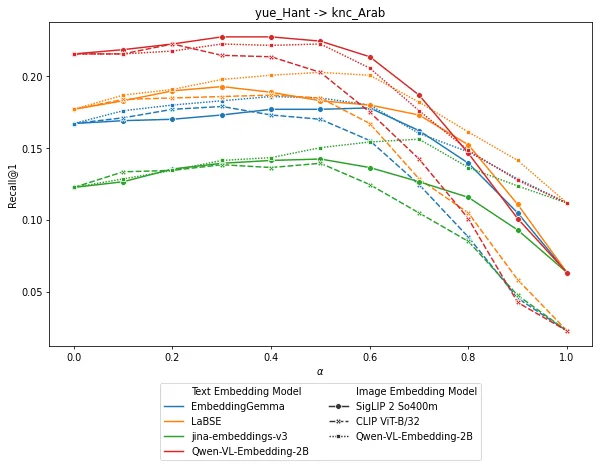 yue_Hant -> knc_Arab
Recall@1
0.20
0.15
0.10
0.05
0.0
0.2
0.4
0.6
0.8
1.0
α
Text Embedding Model
EmbeddingGemma
LaBSE
jina-embeddings-v3
Qwen-VL-Embedding-2B
Image Embedding Model
SigLIP 2 So400m
CLIP ViT-B/32
Qwen-VL-Embedding-2B